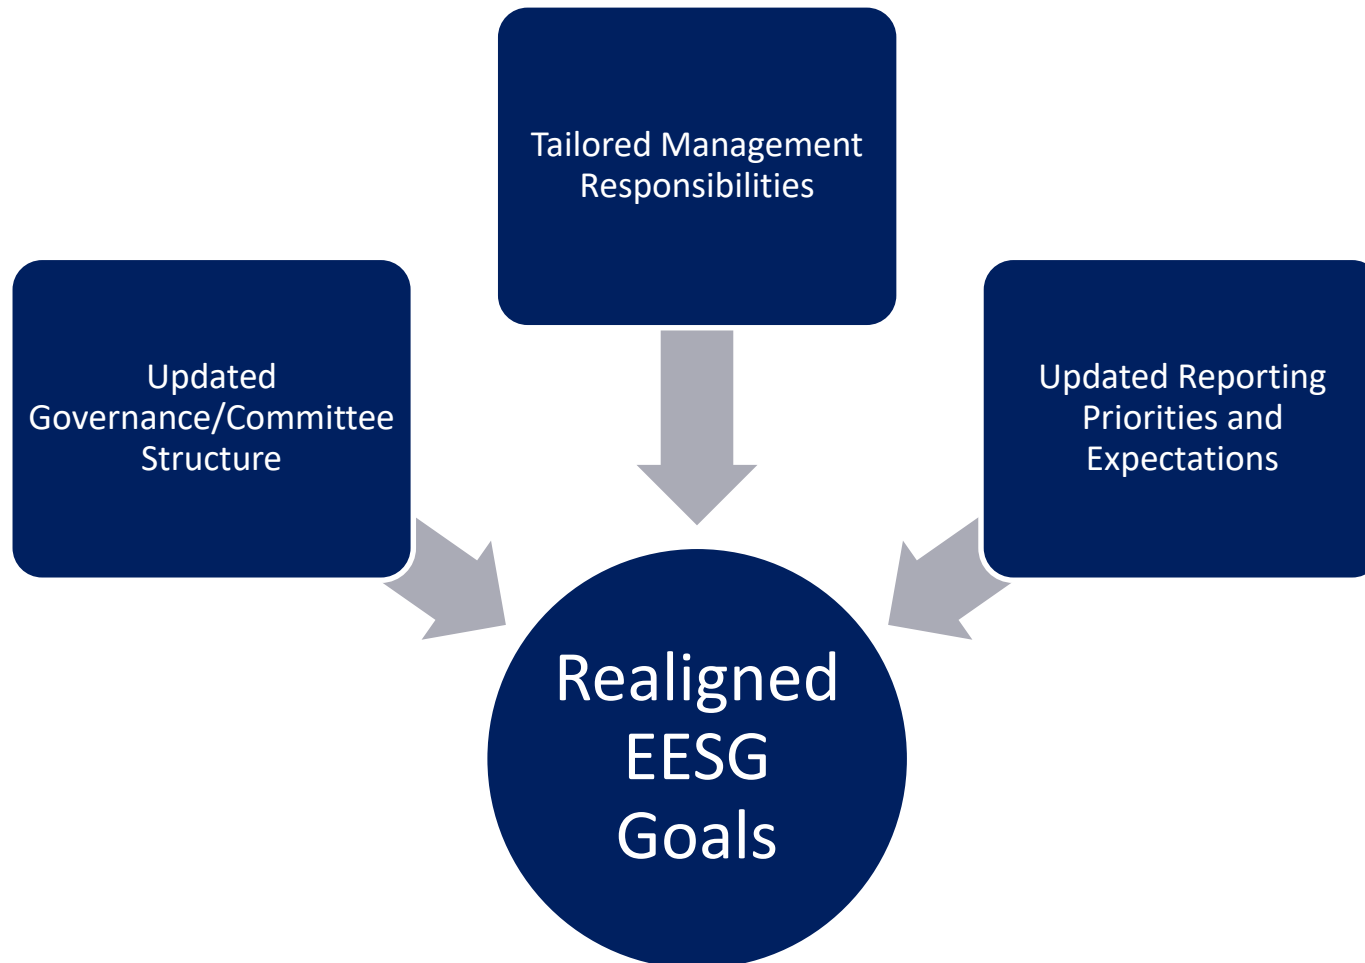 Tailored Management
Responsibilities
Updated
Governance/Committee
Structure
Updated Reporting
Priorities and
Expectations
Realigned
EESG
Goals